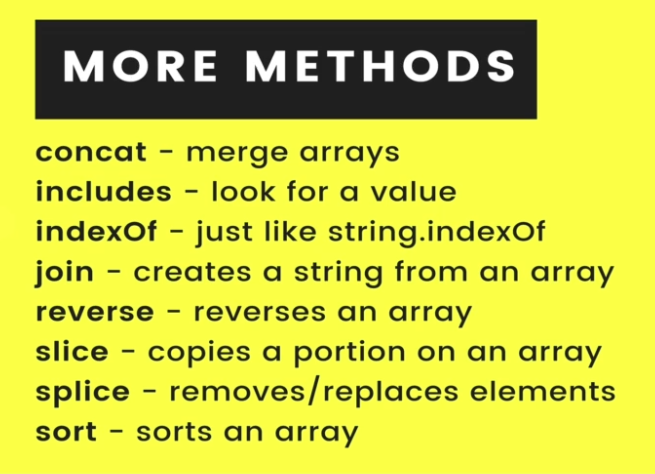 MORE METHODS
concat - merge arrays
includes - look for a value
indexOf - just like string.indexOf
join - creates a string from an array
reverse - reverses an array
slice - copies a portion on an array
splice - removes/replaces elements
sort - sorts an array